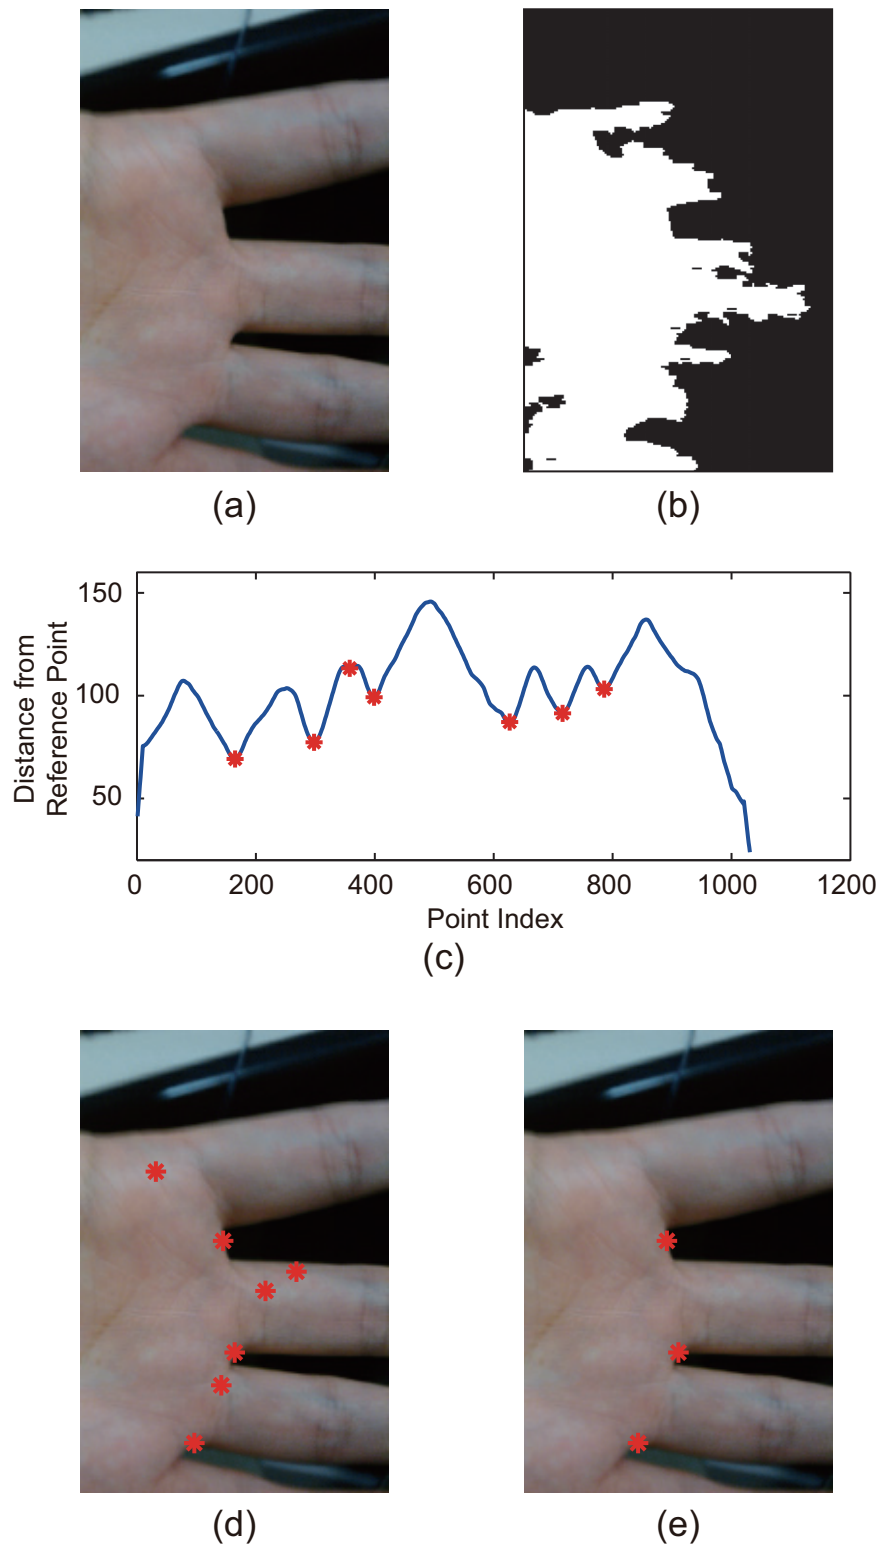 (a)
(b)
150
100
50
Distance from
Reference Point
0
200
400
600
800
1000
1200
Point Index
(c)
(d)
(e)